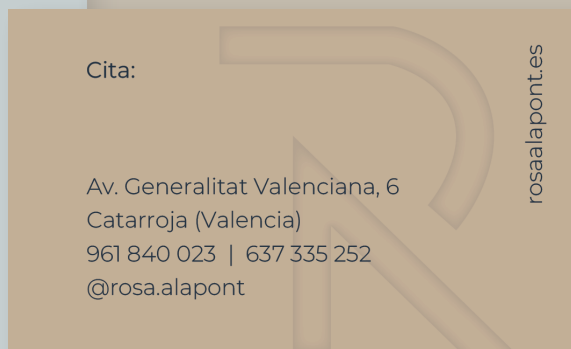 Cita:
Av. Generalitat Valenciana, 6
Catarroja (Valencia)
961 840 023 | 637 335 252
@rosa.alapont
rosaalapont.es